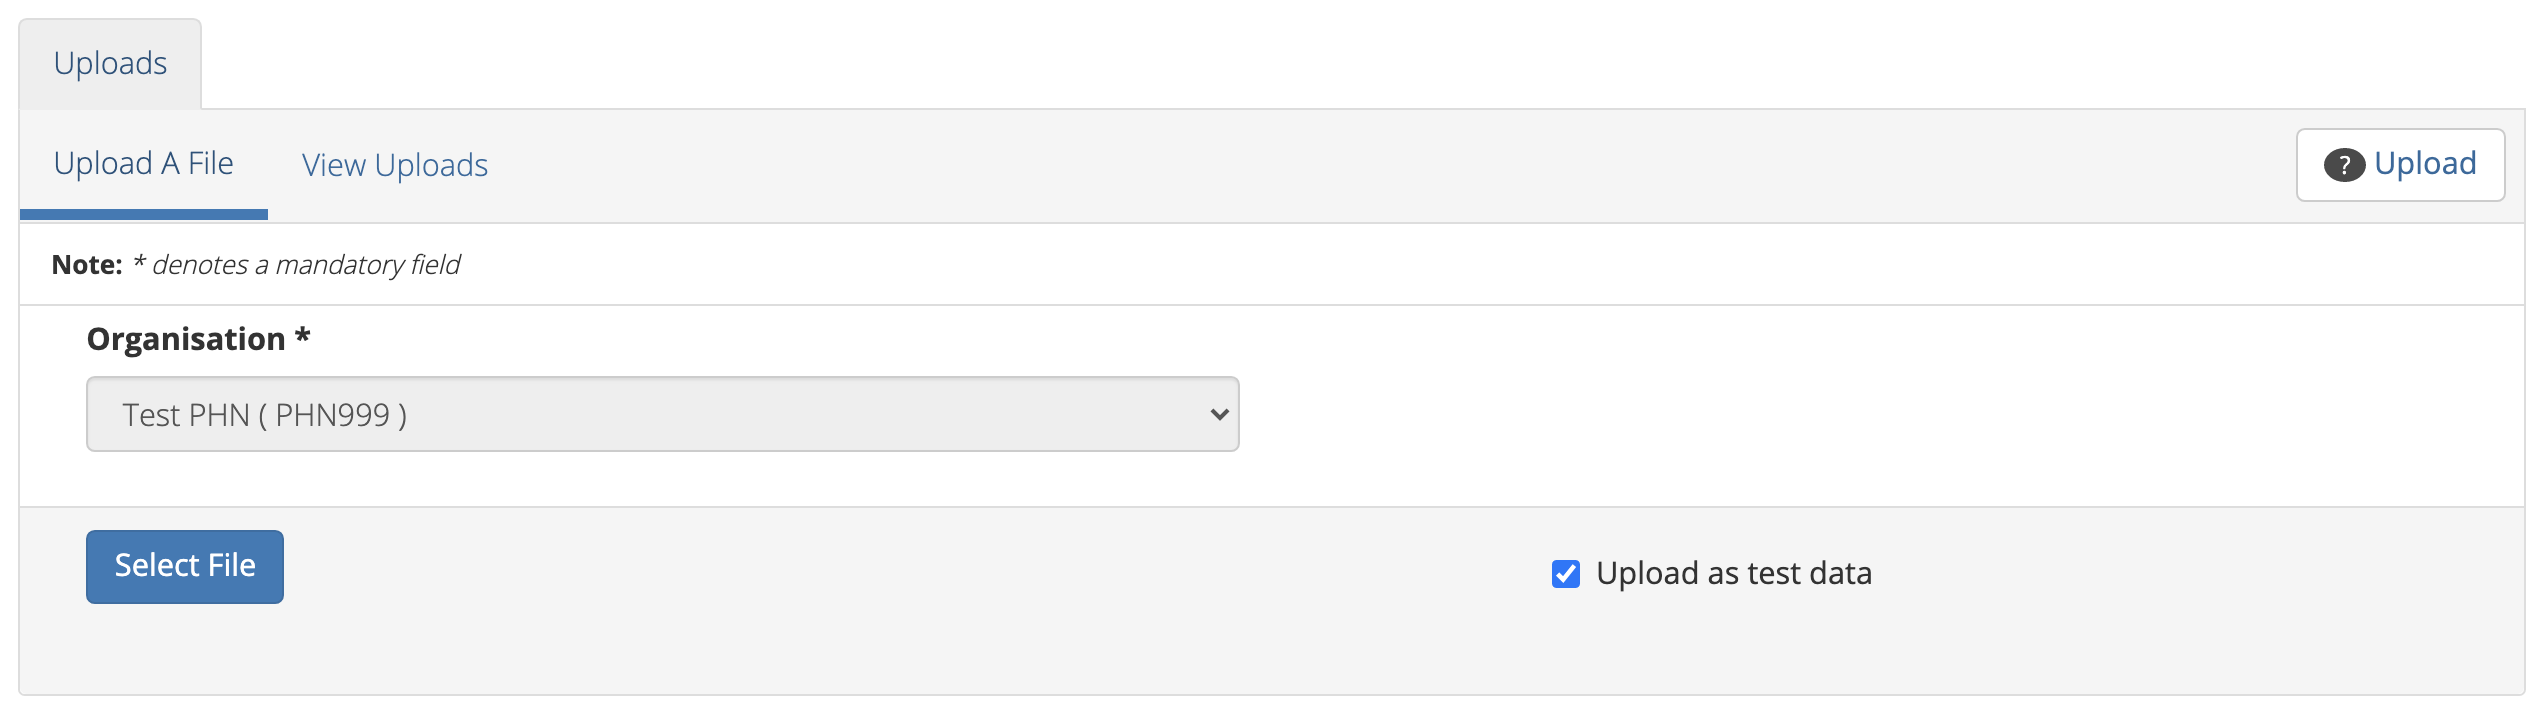 Uploads
Upload A File
View Uploads
? Upload
Note: * denotes a mandatory field
Organisation *
Test PHN ( PHN999 )
Select File
Upload as test data